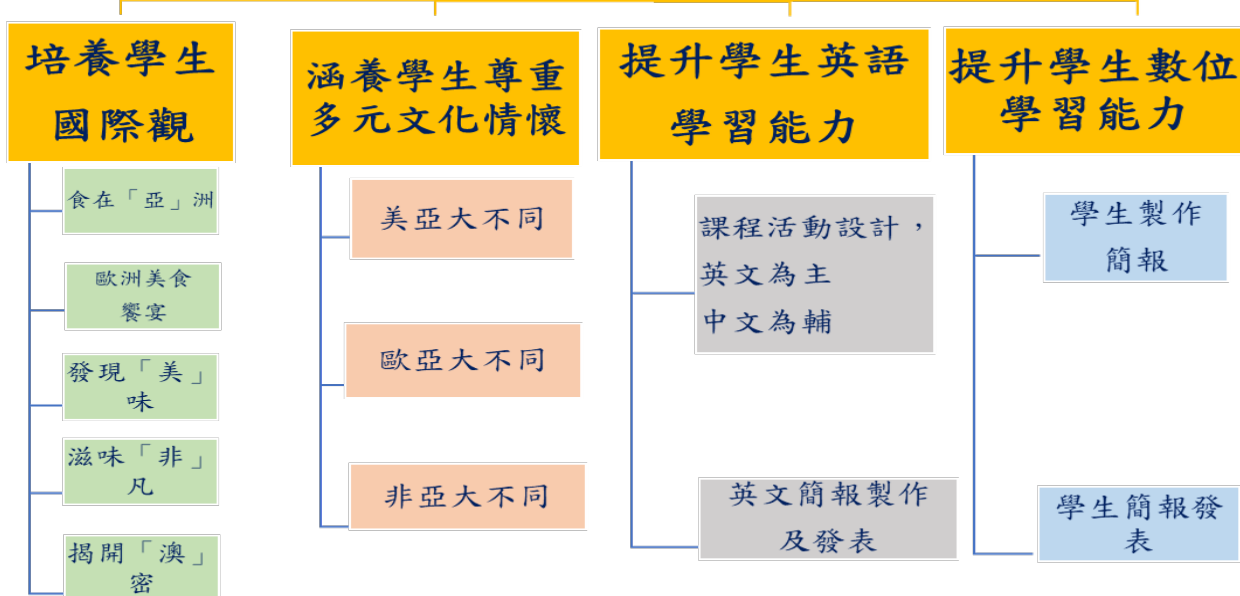 培養學生
國際觀
食在「亞」洲
歐洲美食
饗宴
發現「美」
味
滋味「非」
凡
揭開「澳」
密
涵養學生尊重
多元文化情懷
美亞大不同
歐亞大不同
非亞大不同
提升學生英語
學習能力
課程活動設計，
英文為主
中文為輔
英文簡報製作
及發表
提升學生數位
學習能力
學生製作
簡報
學生簡報發
表